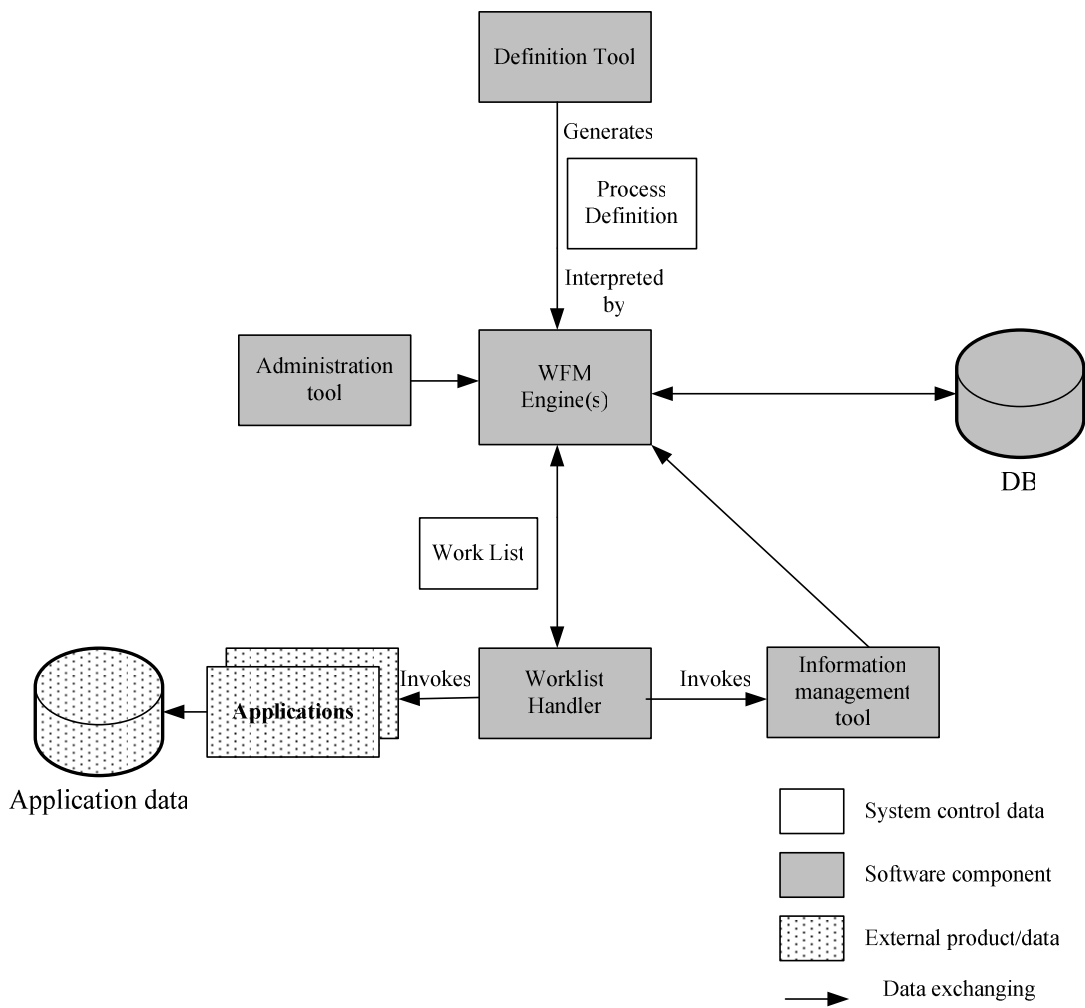 Definition Tool
Generates
Process
Definition
Interpreted
by
Administration
tool
WFM
Engine(s)
DB
Work List
Invokes
Applications
Worklist
Handler
Invokes
Information
management
tool
Application data
System control data
Software component
External product/data
Data exchanging